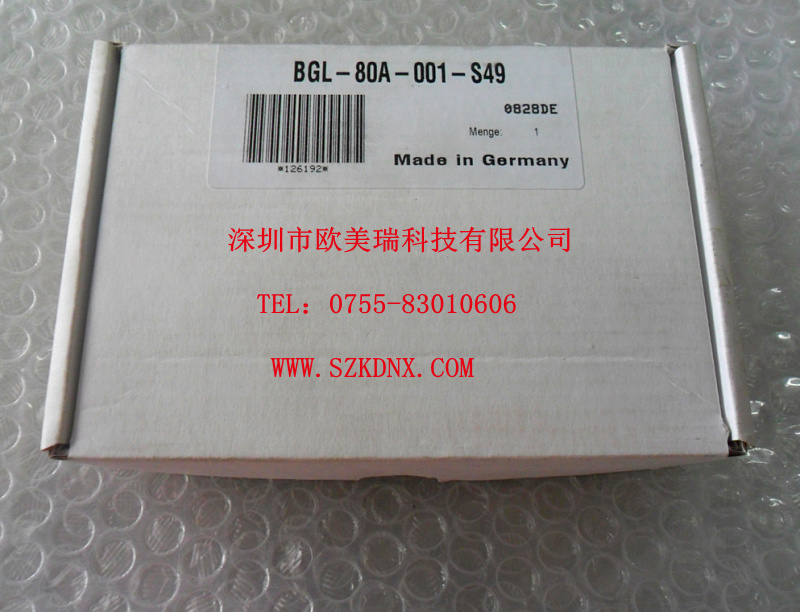 BGL-80A-001-S49
0828DE
Menge: 1
*126192*
Made in Germany
深圳市欧美瑞科技有限公司
TEL：0755-83010606
WWW.SZKDNX.COM